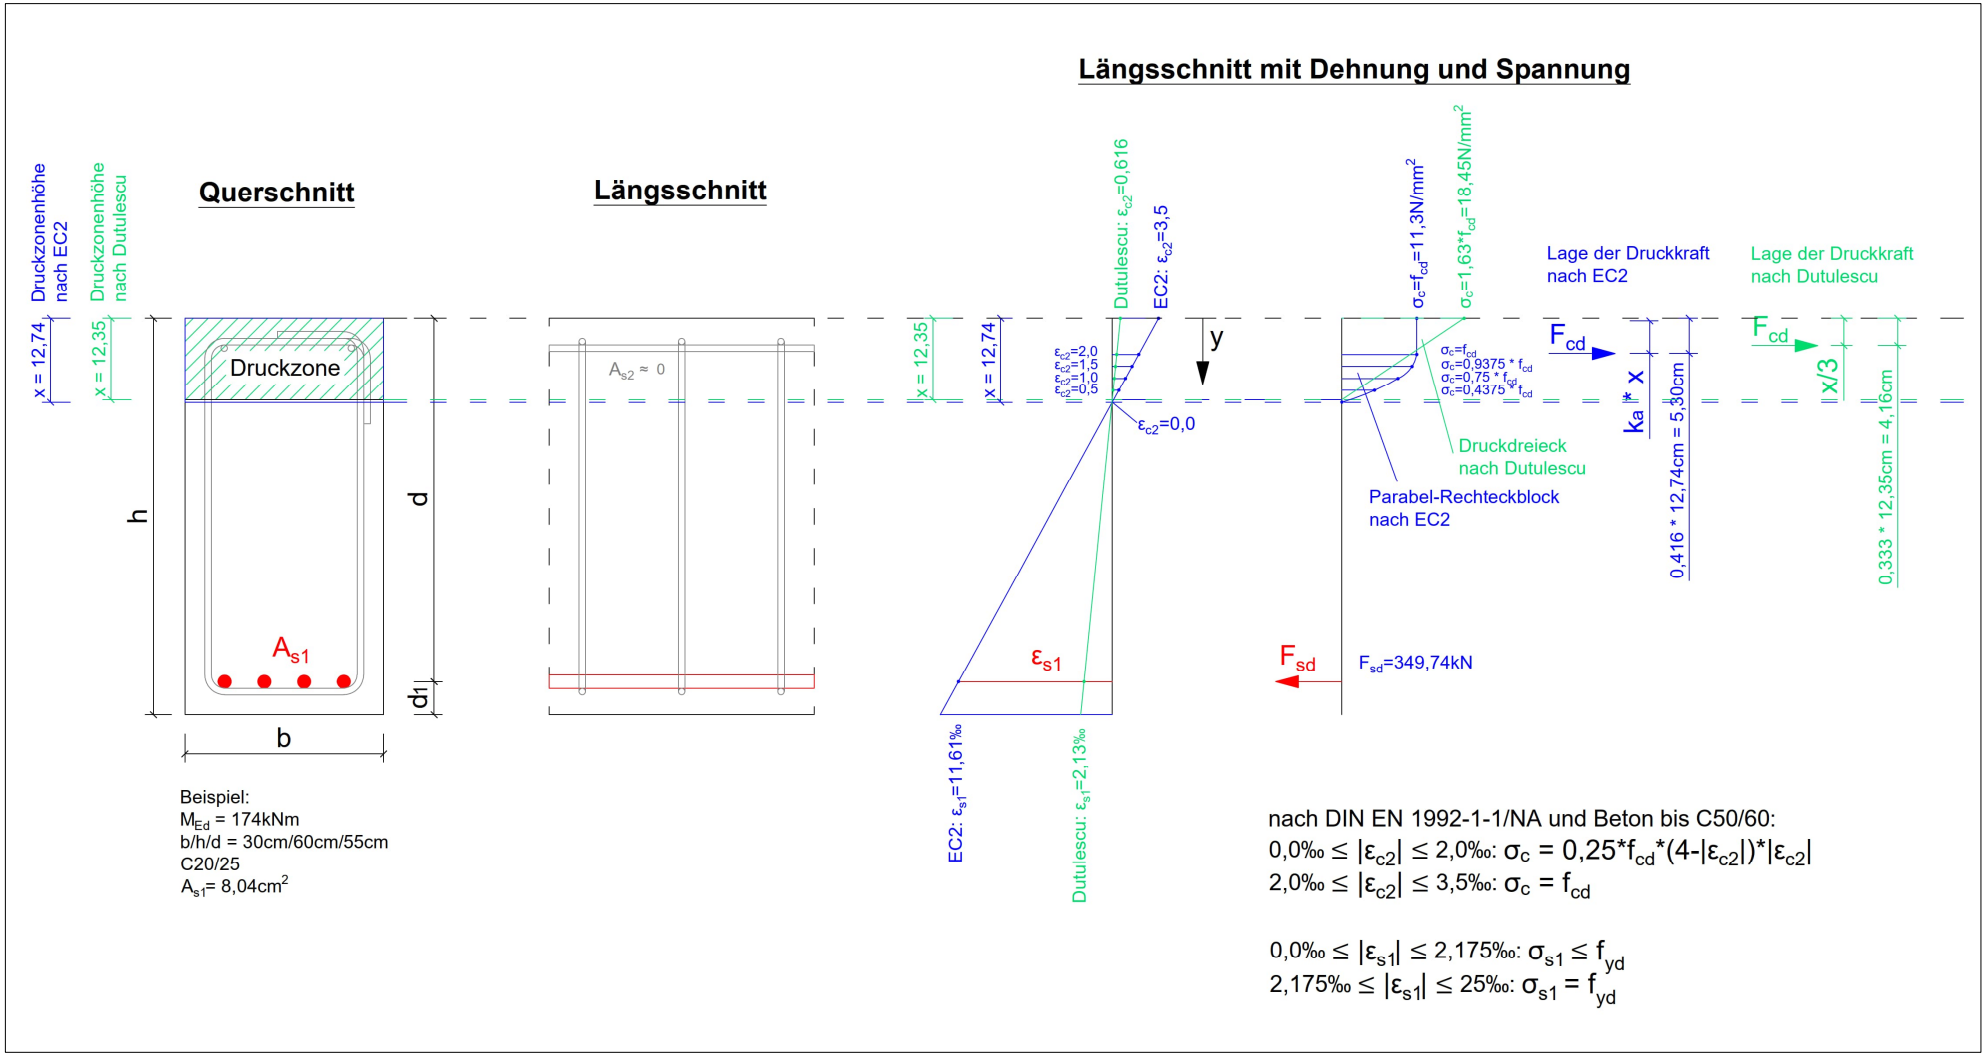 Längsschnitt mit Dehnung und Spannung
Querschnitt
Längsschnitt
Druckzonenhöhe
nach EC2
Druckzonenhöhe
nach Dutulescu
x = 12,74
x = 12,35
Druckzone
h
d
d1
b
As1
As2 ≈ 0
x = 12,35
x = 12,74
Dutulescu: εc2=0,616
EC2: εc2=3,5
εc2=2,0
εc2=1,5
εc2=1,0
εc2=0,5
εc2=0,0
y
εs1
EC2: εs1=11,61‰
Dutulescu: εs1=2,13‰
σc=fcd=11,3N/mm²
σc=1,63*fcd=18,45N/mm²
σc=fcd
σc=0,9375 * fcd
σc=0,75 * fcd
σc=0,4375 * fcd
Druckdreieck
nach Dutulescu
Parabel-Rechteckblock
nach EC2
Fsd
Fsd=349,74kN
Lage der Druckkraft
nach EC2
Lage der Druckkraft
nach Dutulescu
Fcd
ka * x
0,416 * 12,74cm = 5,30cm
Fcd
x/3
0,333 * 12,35cm = 4,16cm
Beispiel:
MEd = 174kNm
b/h/d = 30cm/60cm/55cm
C20/25
As1= 8,04cm²
nach DIN EN 1992-1-1/NA und Beton bis C50/60:
0,0‰ ≤ |εc2| ≤ 2,0‰: σc = 0,25*fcd*(4-|εc2|)*|εc2|
2,0‰ ≤ |εc2| ≤ 3,5‰: σc = fcd
0,0‰ ≤ |εs1| ≤ 2,175‰: σs1 ≤ fyd
2,175‰ ≤ |εs1| ≤ 25‰: σs1 = fyd